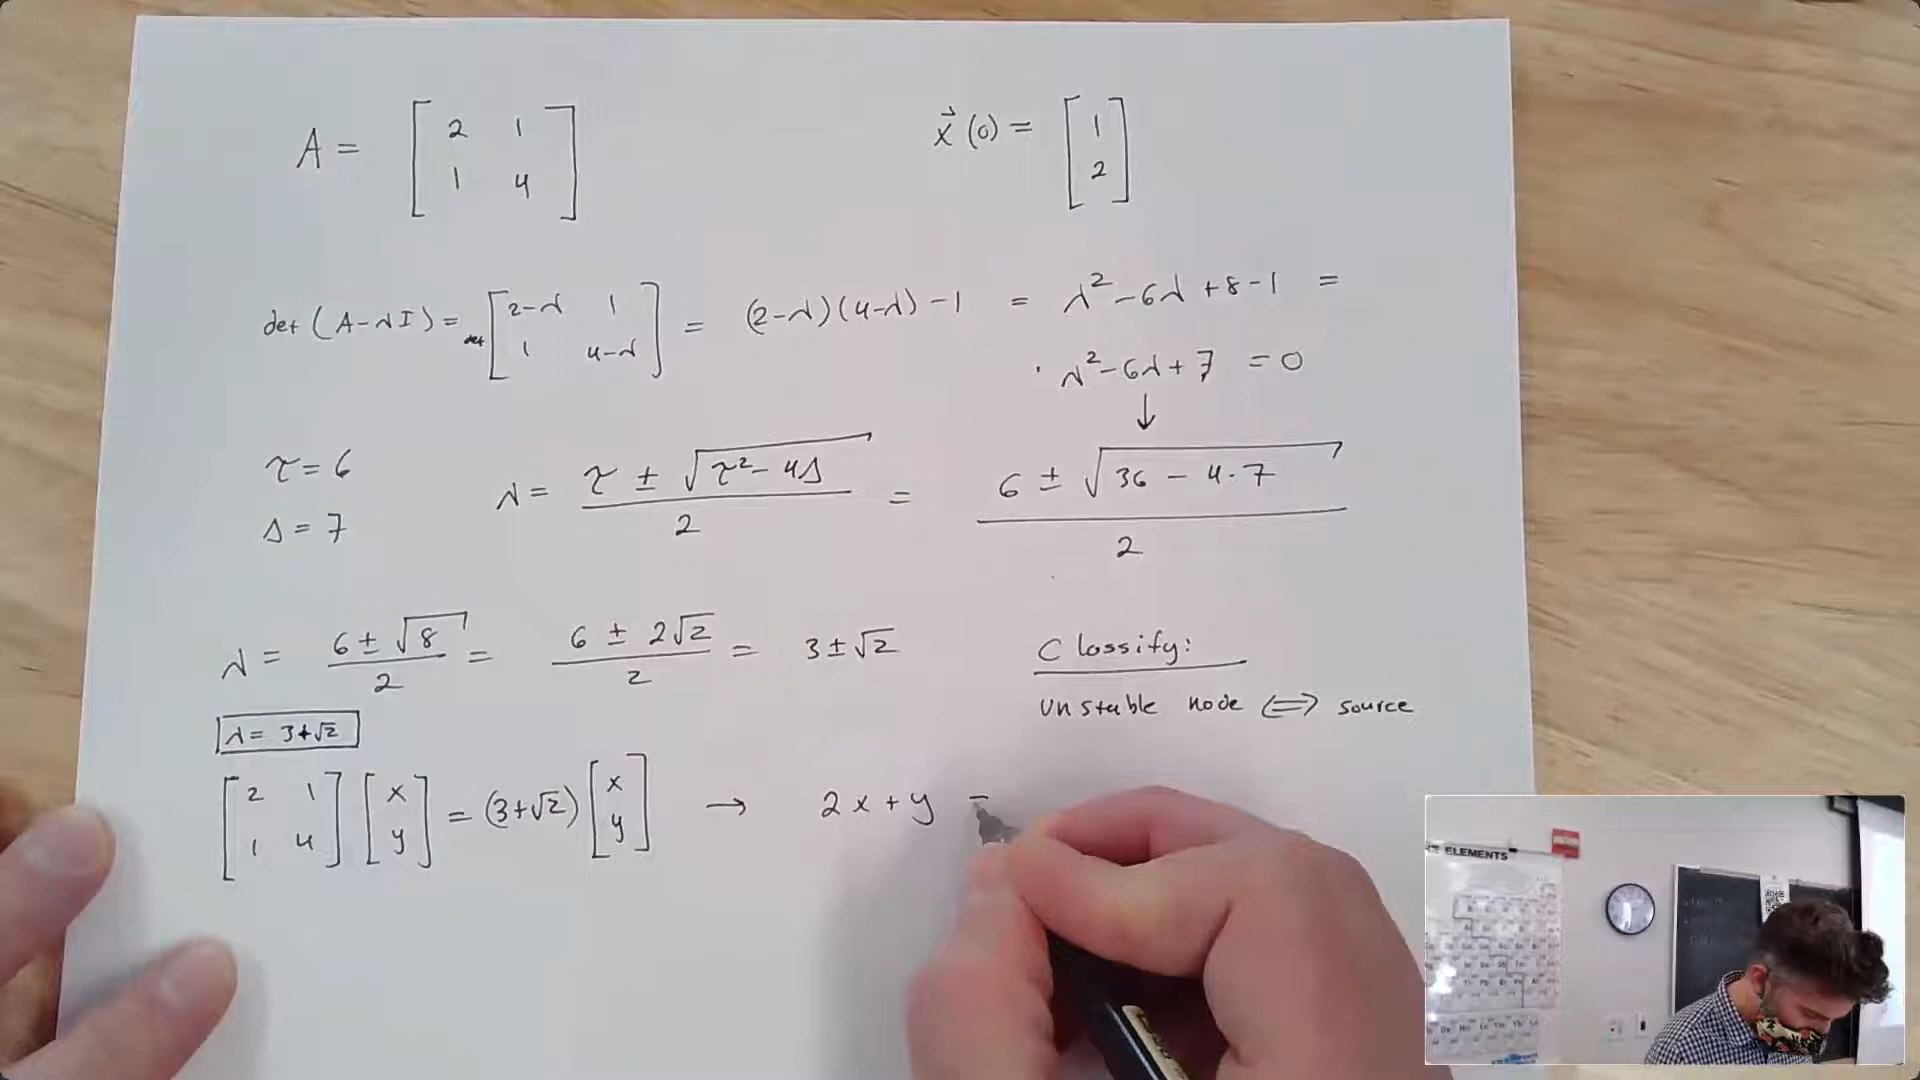 A = [ 2 1 ; 1 4 ]
x⃗ (0) = [ 1 ; 2 ]
det (A-λI) = det [ 2-λ 1 ; 1 4-λ ] = (2-λ)(4-λ) -1 = λ² -6λ +8-1 =
λ² -6λ + 7 = 0
↓
τ = 6
Δ = 7
λ = (τ ± √(τ² - 4Δ)) / 2 = (6 ± √(36 - 4·7)) / 2
λ = (6 ± √8) / 2 = (6 ± 2√2) / 2 = 3 ± √2
Classify:
unstable node ⟺ source
λ = 3+√2
[ 2 1 ; 1 4 ] [ x ; y ] = (3+√2) [ x ; y ] → 2x + y =
ELEMENTS